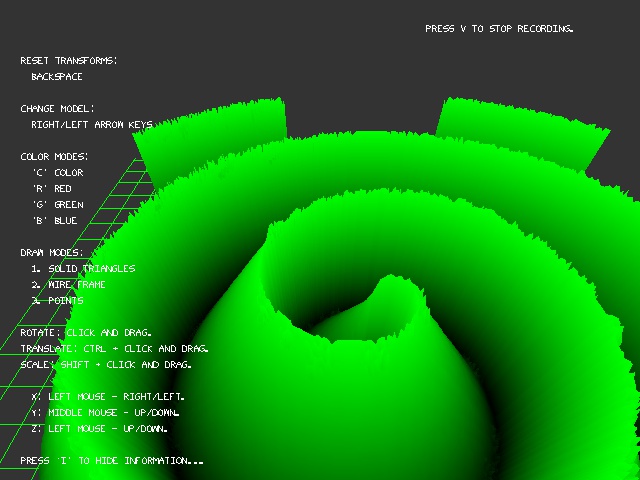 PRESS V TO STOP RECORDING.
RESET TRANSFORMS:
BACKSPACE
CHANGE MODEL:
RIGHT/LEFT ARROW KEYS
COLOR MODES:
'C' COLOR
'R' RED
'G' GREEN
'B' BLUE
DRAW MODES:
1. SOLID TRIANGLES
2. WIRE FRAME
3. POINTS
ROTATE: CLICK AND DRAG.
TRANSLATE: CTRL + CLICK AND DRAG.
SCALE: SHIFT + CLICK AND DRAG.
X: LEFT MOUSE - RIGHT/LEFT.
Y: MIDDLE MOUSE - UP/DOWN.
Z: LEFT MOUSE - UP/DOWN.
PRESS 'I' TO HIDE INFORMATION...